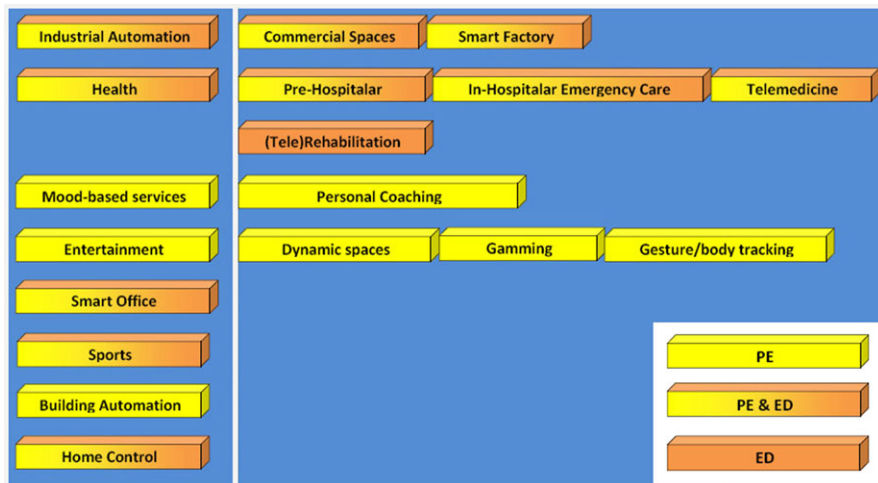 Industrial Automation
Commercial Spaces
Smart Factory
Health
Pre-Hospitalar
In-Hospitalar Emergency Care
Telemedicine
(Tele)Rehabilitation
Mood-based services
Personal Coaching
Entertainment
Dynamic spaces
Gamming
Gesture/body tracking
Smart Office
Sports
Building Automation
Home Control
PE
PE & ED
ED